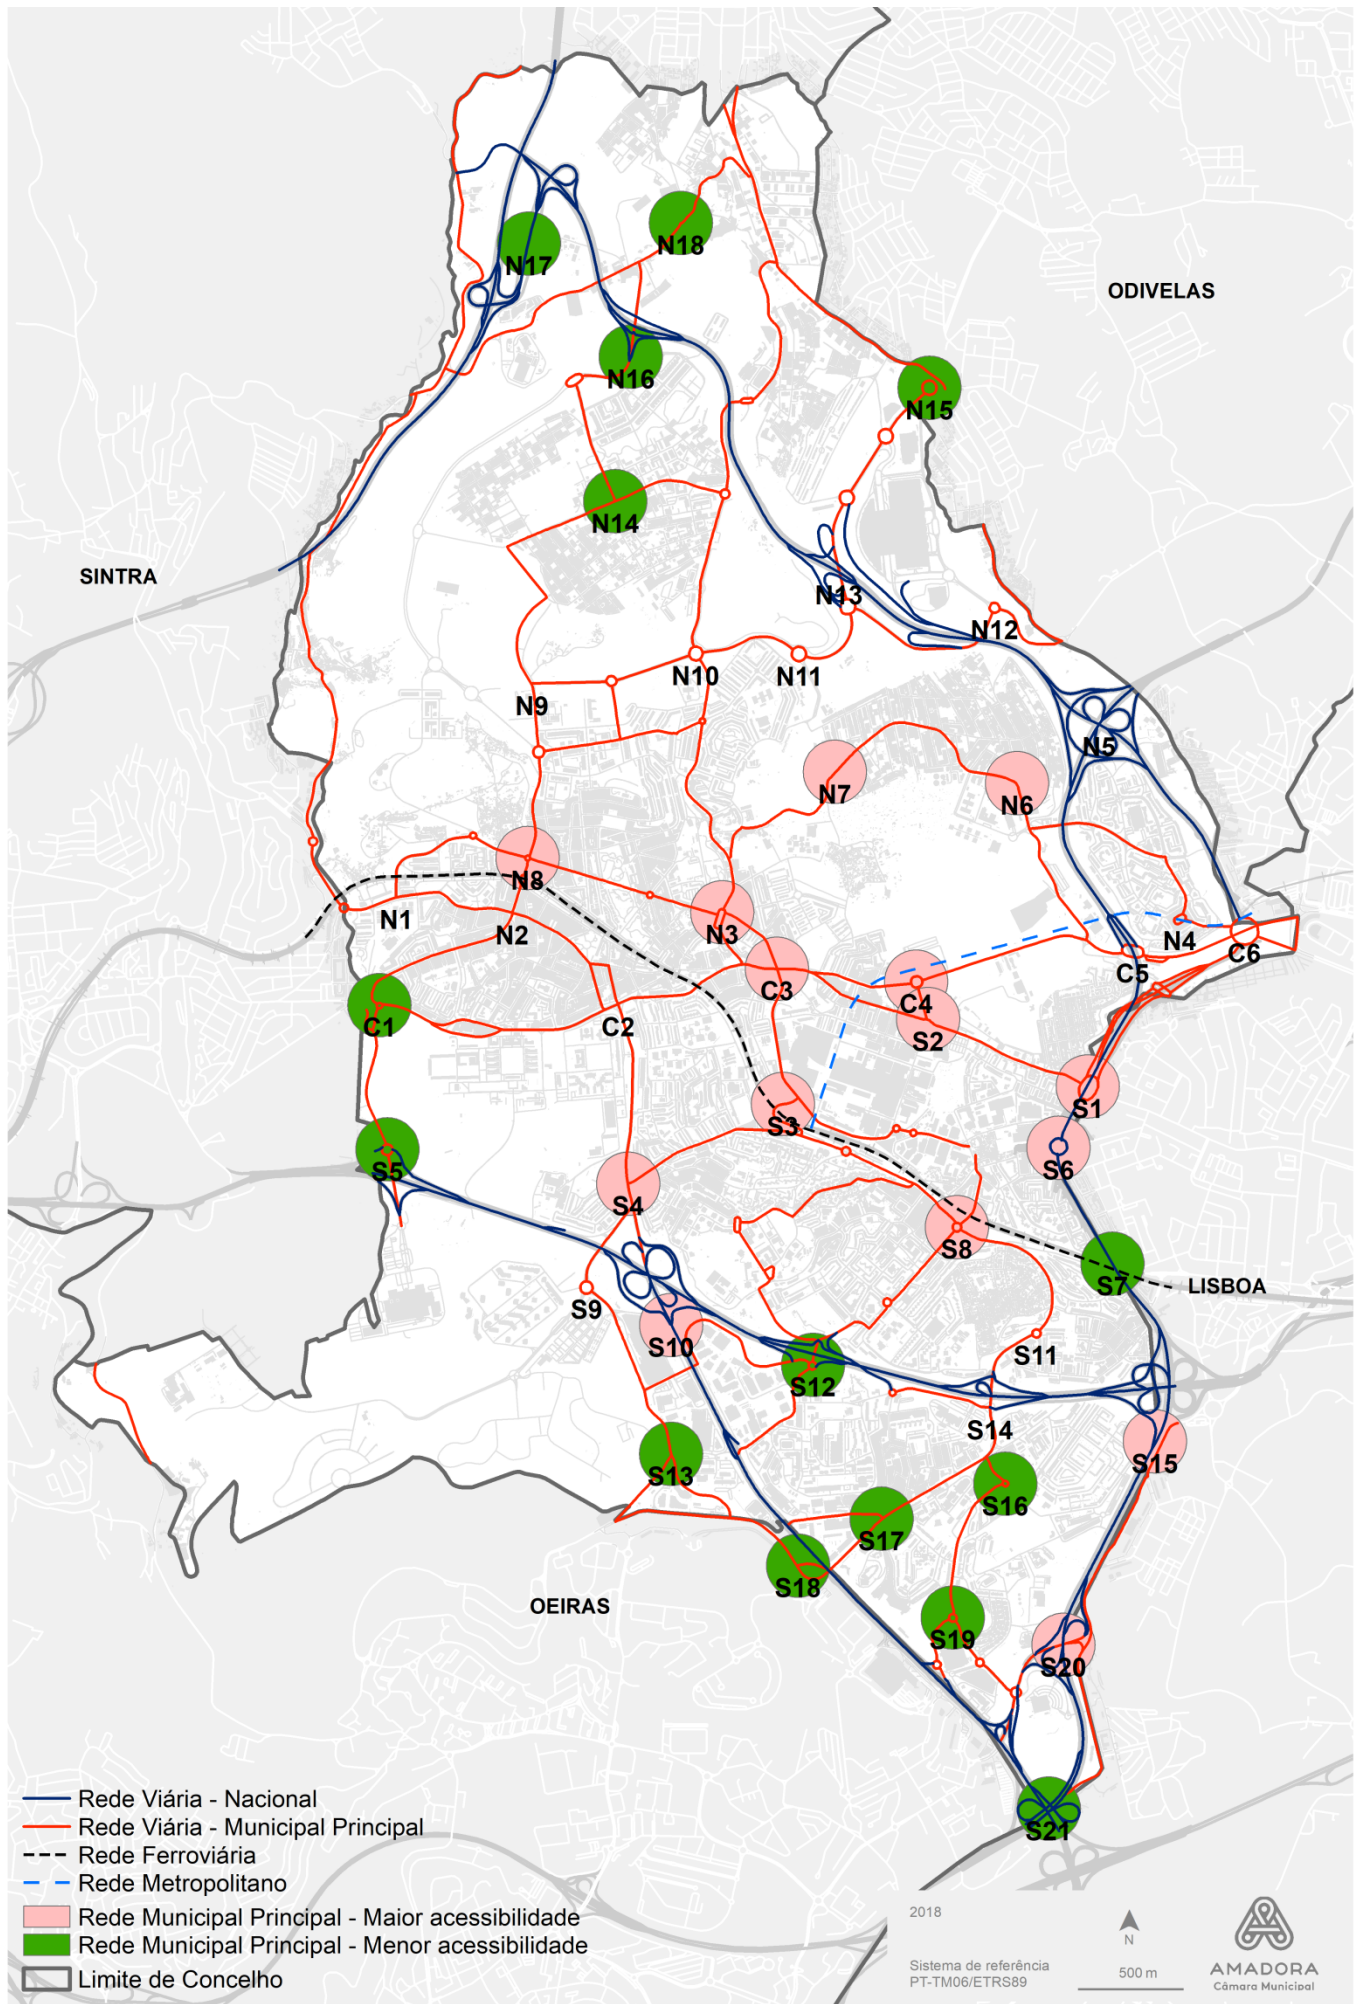 N18
N17
ODIVELAS
N16
N15
N14
SINTRA
N13
N12
N10
N11
N9
N5
N7
N6
N8
N1
N2
N3
N4
C6
C5
C3
C4
C1
C2
S2
S1
S3
S6
S5
S4
S8
S7
LISBOA
S9
S10
S11
S12
S14
S15
S13
S16
S17
S18
OEIRAS
S19
S20
S21
Rede Viária - Nacional
Rede Viária - Municipal Principal
Rede Ferroviária
Rede Metropolitano
Rede Municipal Principal - Maior acessibilidade
Rede Municipal Principal - Menor acessibilidade
Limite de Concelho
2018
N
Sistema de referência
PT-TM06/ETRS89
500 m
AMADORA
Câmara Municipal